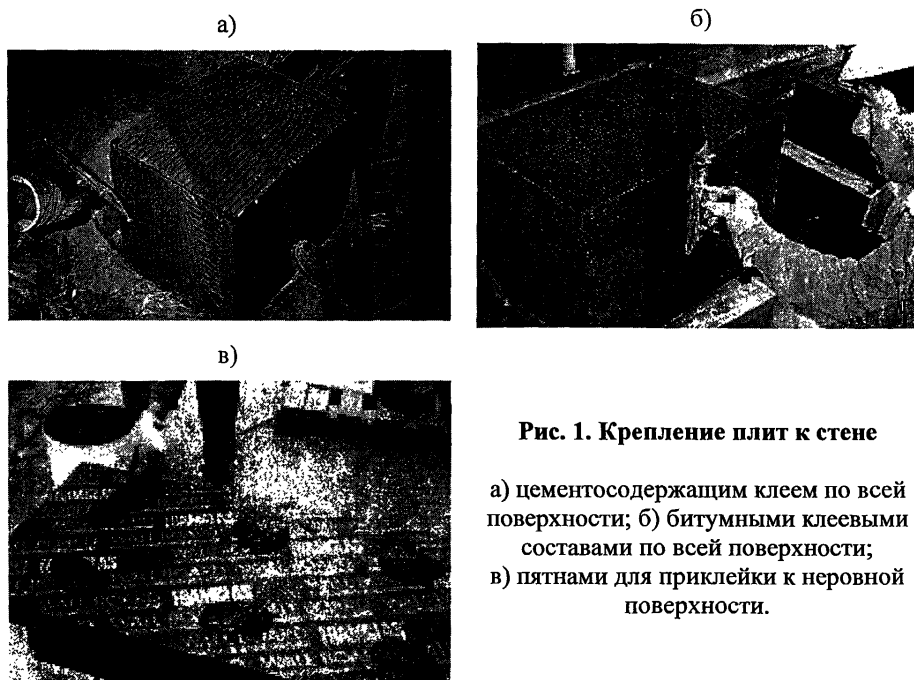 а)
б)
в)
Рис. 1. Крепление плит к стене
а) цементосодержащим клеем по всей
поверхности; б) битумными клеевыми
составами по всей поверхности;
в) пятнами для приклейки к неровной
поверхности.